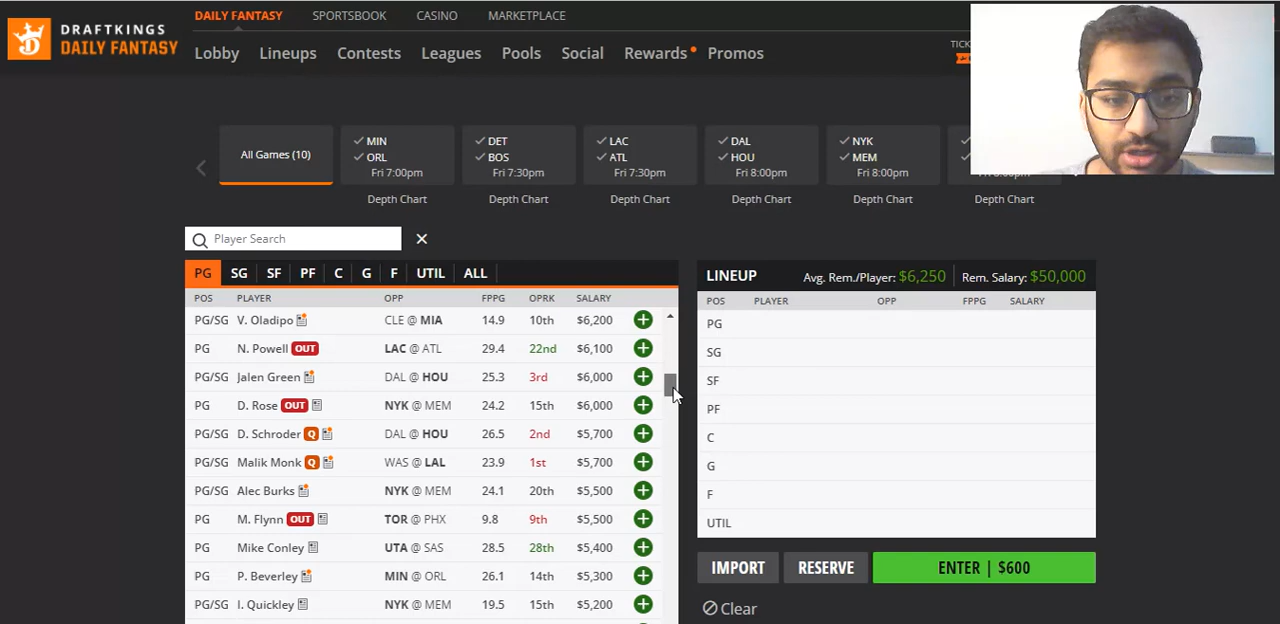 DRAFTKINGS
DAILY FANTASY
DAILY FANTASY SPORTSBOOK CASINO MARKETPLACE
Lobby Lineups Contests Leagues Pools Social Rewards Promos
TICK
All Games (10)
MIN
ORL
Fri 7:00pm
DET
BOS
Fri 7:30pm
LAC
ATL
Fri 7:30pm
DAL
HOU
Fri 8:00pm
NYK
MEM
Fri 8:00pm
Depth Chart Depth Chart Depth Chart Depth Chart Depth Chart Depth Chart
Player Search
PG SG SF PF C G F UTIL ALL
POS PLAYER OPP FPPG OPRK SALARY
PG/SG V. Oladipo CLE @ MIA 14.9 10th $6,200
PG N. Powell OUT LAC @ ATL 29.4 22nd $6,100
PG/SG Jalen Green DAL @ HOU 25.3 3rd $6,000
PG D. Rose OUT NYK @ MEM 24.2 15th $6,000
PG/SG D. Schroder Q DAL @ HOU 26.5 2nd $5,700
PG/SG Malik Monk Q WAS @ LAL 23.9 1st $5,700
PG/SG Alec Burks NYK @ MEM 24.1 20th $5,500
PG M. Flynn OUT TOR @ PHX 9.8 9th $5,500
PG Mike Conley UTA @ SAS 28.5 28th $5,400
PG P. Beverley MIN @ ORL 26.1 14th $5,300
PG/SG I. Quickley NYK @ MEM 19.5 15th $5,200
LINEUP Avg. Rem./Player: $6,250 Rem. Salary: $50,000
POS PLAYER OPP FPPG SALARY
PG
SG
SF
PF
C
G
F
UTIL
IMPORT RESERVE ENTER | $600
Clear